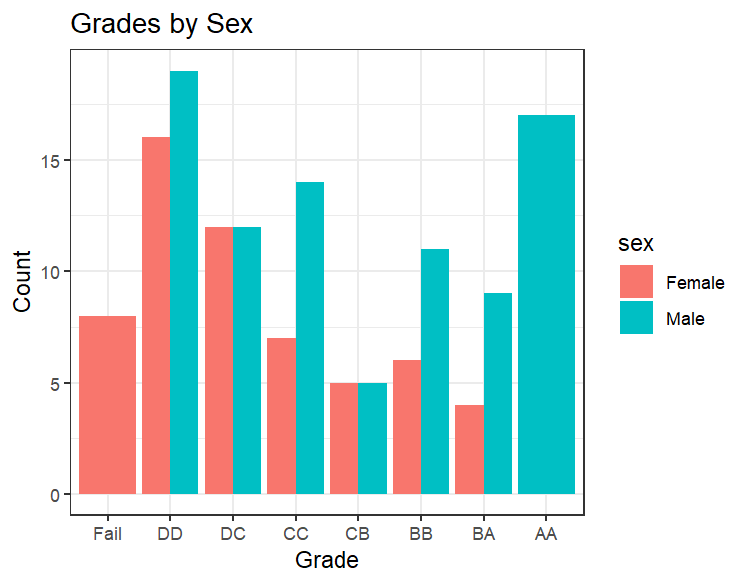 Grades by Sex
Count
15
10
5
0
Fail DD DC CC CB BB BA AA
Grade
sex
Female
Male